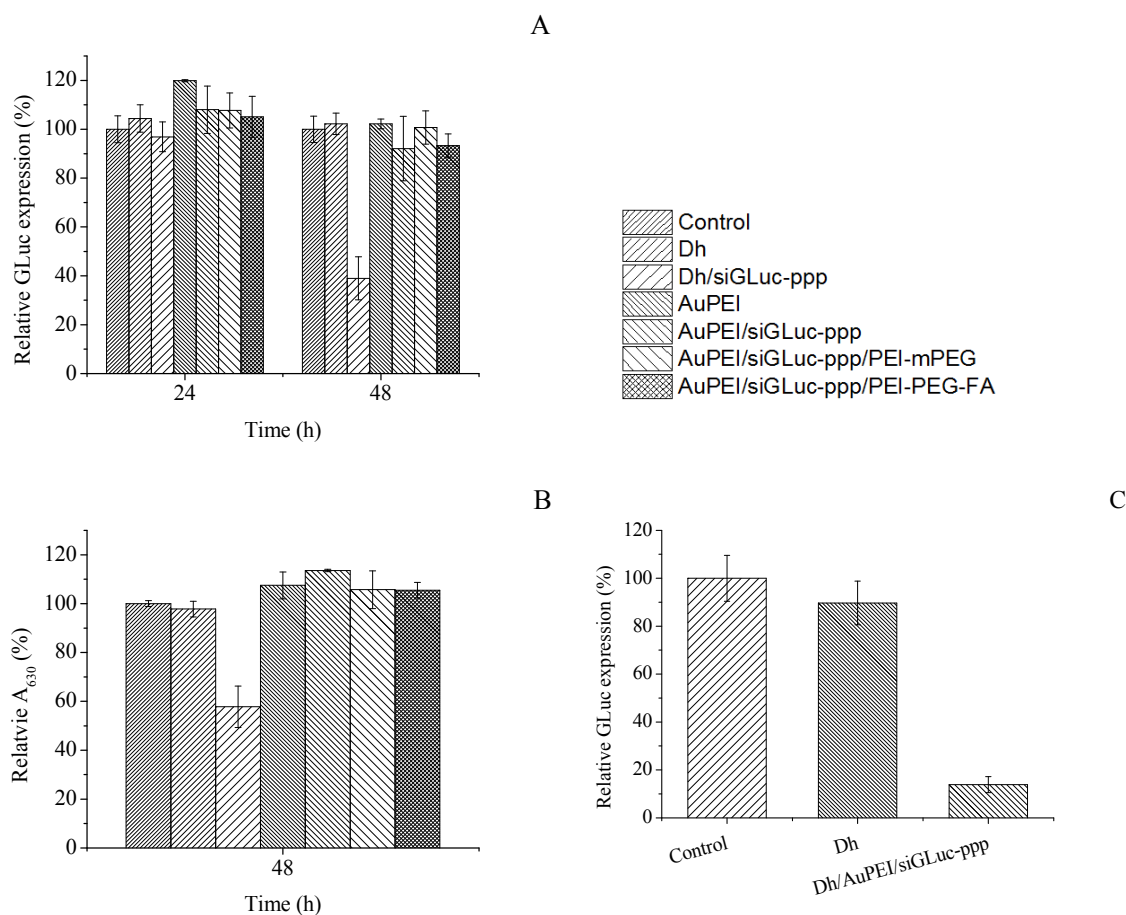 A
Relative GLuc expression (%)
120
100
80
60
40
20
0
24
48
Time (h)
Control
Dh
Dh/siGLuc-ppp
AuPEI
AuPEI/siGLuc-ppp
AuPEI/siGLuc-ppp/PEI-mPEG
AuPEI/siGLuc-ppp/PEI-PEG-FA
B
Relatvie A630 (%)
120
100
80
60
40
20
0
48
Time (h)
C
Relative GLuc expression (%)
120
100
80
60
40
20
0
Control
Dh
Dh/AuPEI/siGLuc-ppp